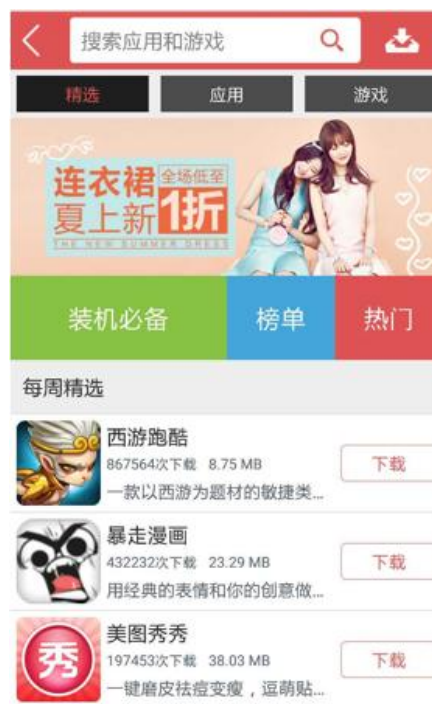 搜索应用和游戏
精选 应用 游戏
连衣裙 全场低至
夏上新 1折
THE NEW SUMMER DRESS
装机必备 榜单 热门
每周精选
西游跑酷
867564次下载 8.75 MB
下载
一款以西游为题材的敏捷类...
暴走漫画
432232次下载 23.29 MB
下载
用经典的表情和你的创意做...
秀
美图秀秀
197453次下载 38.03 MB
下载
一键磨皮祛痘变瘦，逗萌贴...